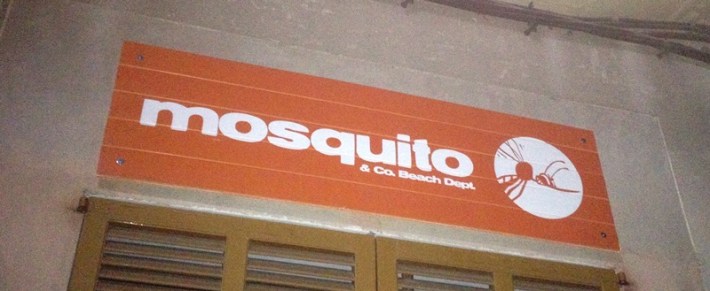 mosquito
& Co. Beach Dept.